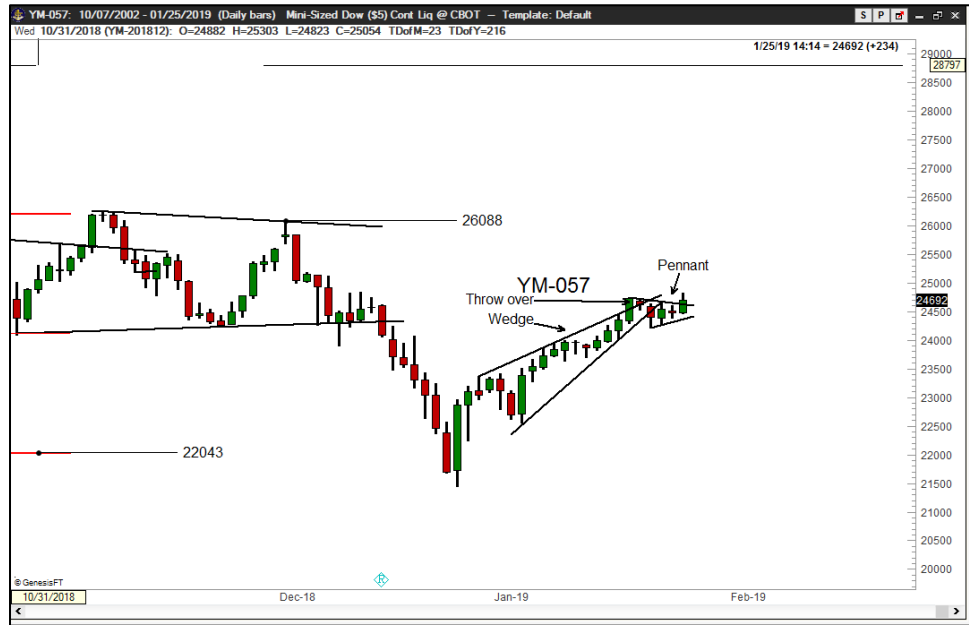 YM-057: 10/07/2002 - 01/25/2019 (Daily bars) Mini-Sized Dow ($5) Cont Liq @ CBOT – Template: Default
S P
Wed 10/31/2018 (YM-201812): O=24882 H=25303 L=24823 C=25054 TDofM=23 TDofY=216
1/25/19 14:14 = 24692 (+234)
29000
28797
28500
28000
27500
27000
26500
26088
26000
25500
Pennant
YM-057
25000
Throw over
24692
Wedge
24500
24000
23500
23000
22500
22043
22000
21500
21000
20500
20000
R
© GenesisFT
10/31/2018 Dec-18 Jan-19 Feb-19